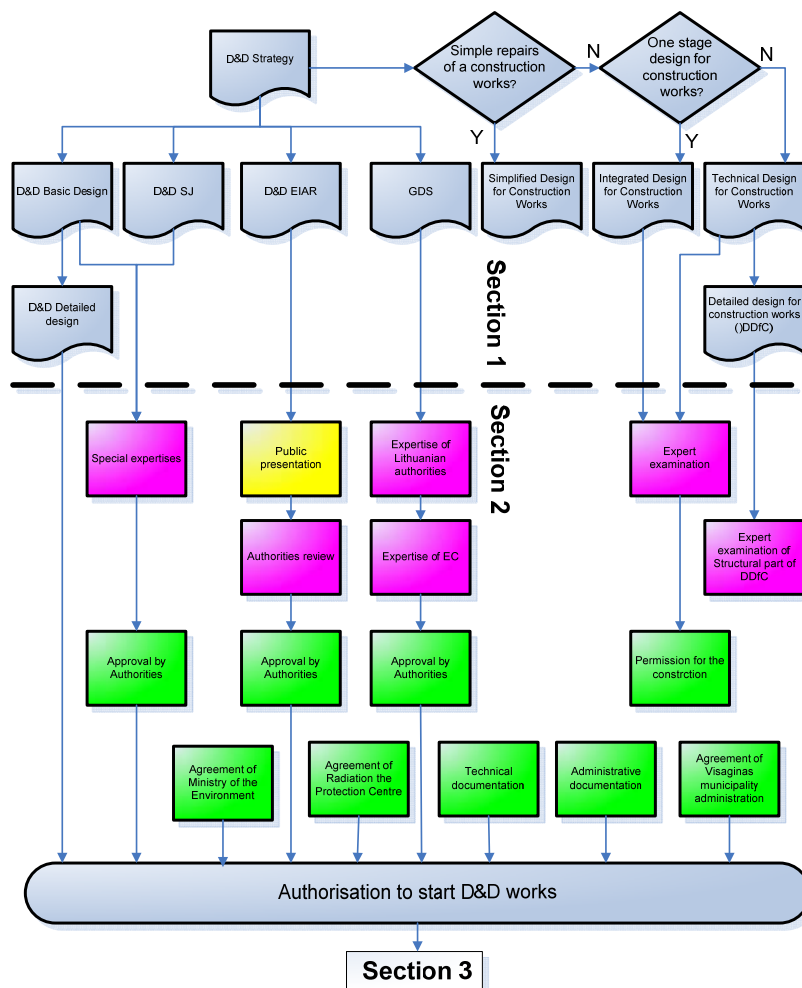 D&D Strategy
Simple repairs
of a construction
works?
N
One stage
design for
construction
works?
N
Y
Y
D&D Basic Design
D&D SJ
D&D EIAR
GDS
Simplified Design
for Construction
Works
Integrated Design
for Construction
Works
Technical Design
for Construction
Works
D&D Detailed
design
Detailed design for
construction works
()DDfC)
Section 1
Section 2
Special expertises
Public
presentation
Expertise of
Lithuanian
authorities
Expert
examination
Authorities review
Expertise of EC
Expert
examination of
Structural part of
DDfC
Approval by
Authorities
Approval by
Authorities
Approval by
Authorities
Permission for the
constrction
Agreement of
Ministry of the
Environment
Agreement of
Radiation the
Protection Centre
Technical
documentation
Administrative
documentation
Agreement of
Visaginas
municipality
administration
Authorisation to start D&D works
Section 3